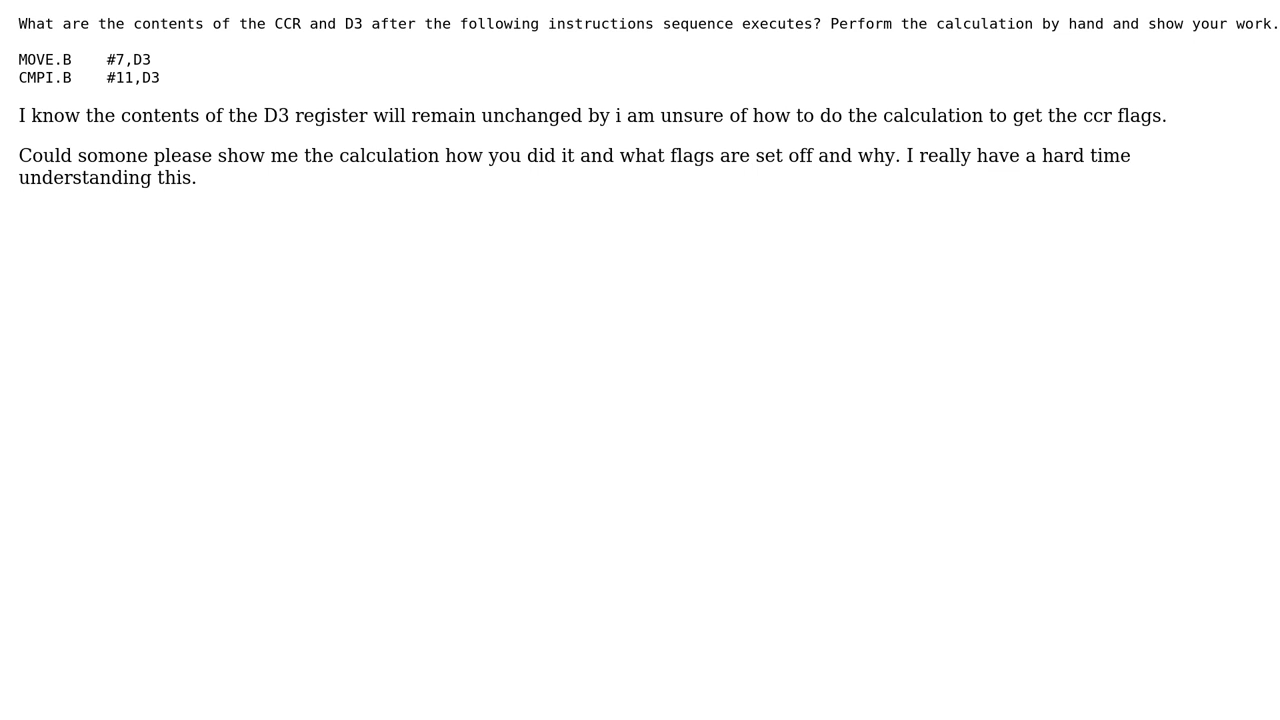 What are the contents of the CCR and D3 after the following instructions sequence executes? Perform the calculation by hand and show your work.
MOVE.B    #7,D3
CMPI.B    #11,D3
I know the contents of the D3 register will remain unchanged by i am unsure of how to do the calculation to get the ccr flags.
Could somone please show me the calculation how you did it and what flags are set off and why. I really have a hard time
understanding this.